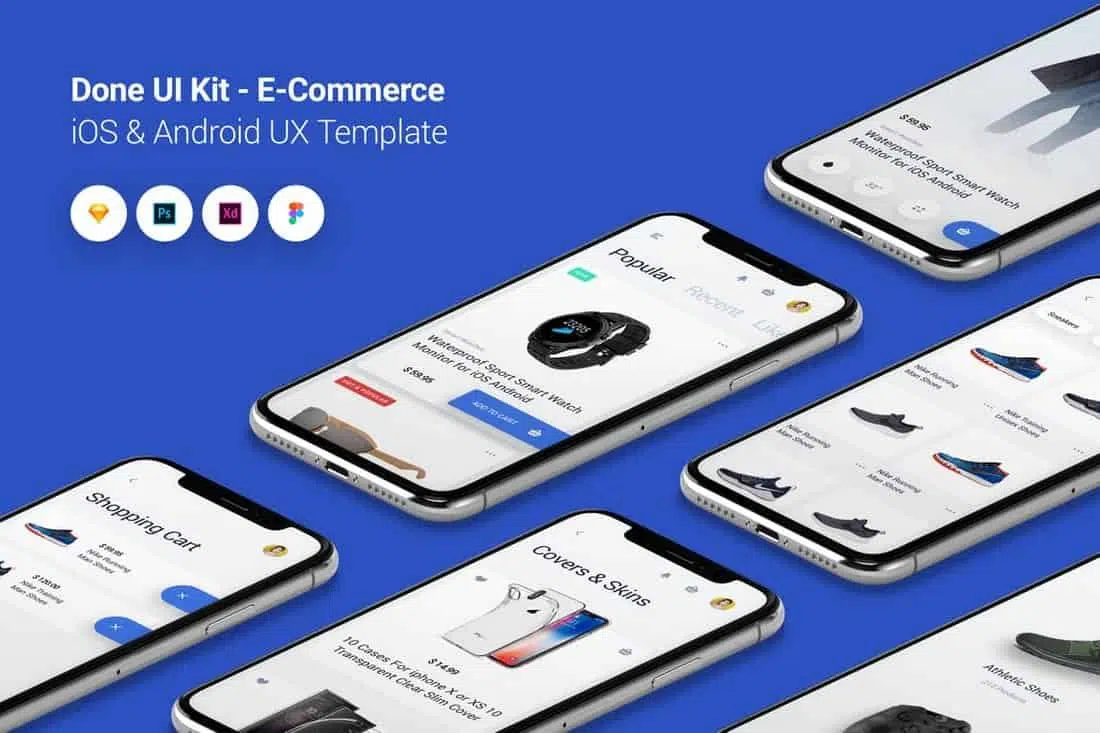 Done UI Kit - E-Commerce
iOS & Android UX Template
Ps
Xd
$ 59.95
Waterproof Sport Smart Watch
Monitor for iOS Android
Popular
Recent
Like
Waterproof Sport Smart Watch
Monitor for iOS Android
$ 59.95
ADD TO CART
HOT & POPULAR
Sneakers
Nike Running
Man Shoes
Nike Training
Unisex Shoes
Nike Running
Man Shoes
Nike Running
Man Shoes
Shopping Cart
$ 59.95
Nike Running
Man Shoes
$ 120.00
Nike Training
Man Shoes
Covers & Skins
$ 14.99
10 Cases For iphone X or XS 10
Transparent Clear Slim Cover
Athletic Shoes